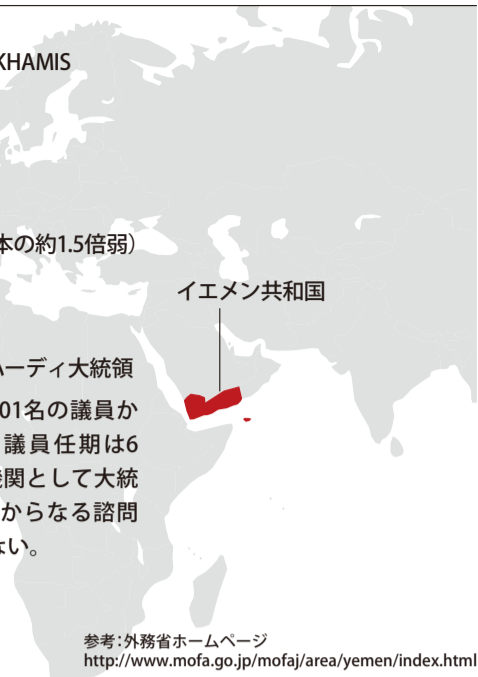 KHAMIS
本の約1.5倍弱）
イエメン共和国
ハーディ大統領
01名の議員か
議員任期は6
機関として大統
からなる諮問
ない。
参考：外務省ホームページ
http://www.mofa.go.jp/mofaj/area/yemen/index.html